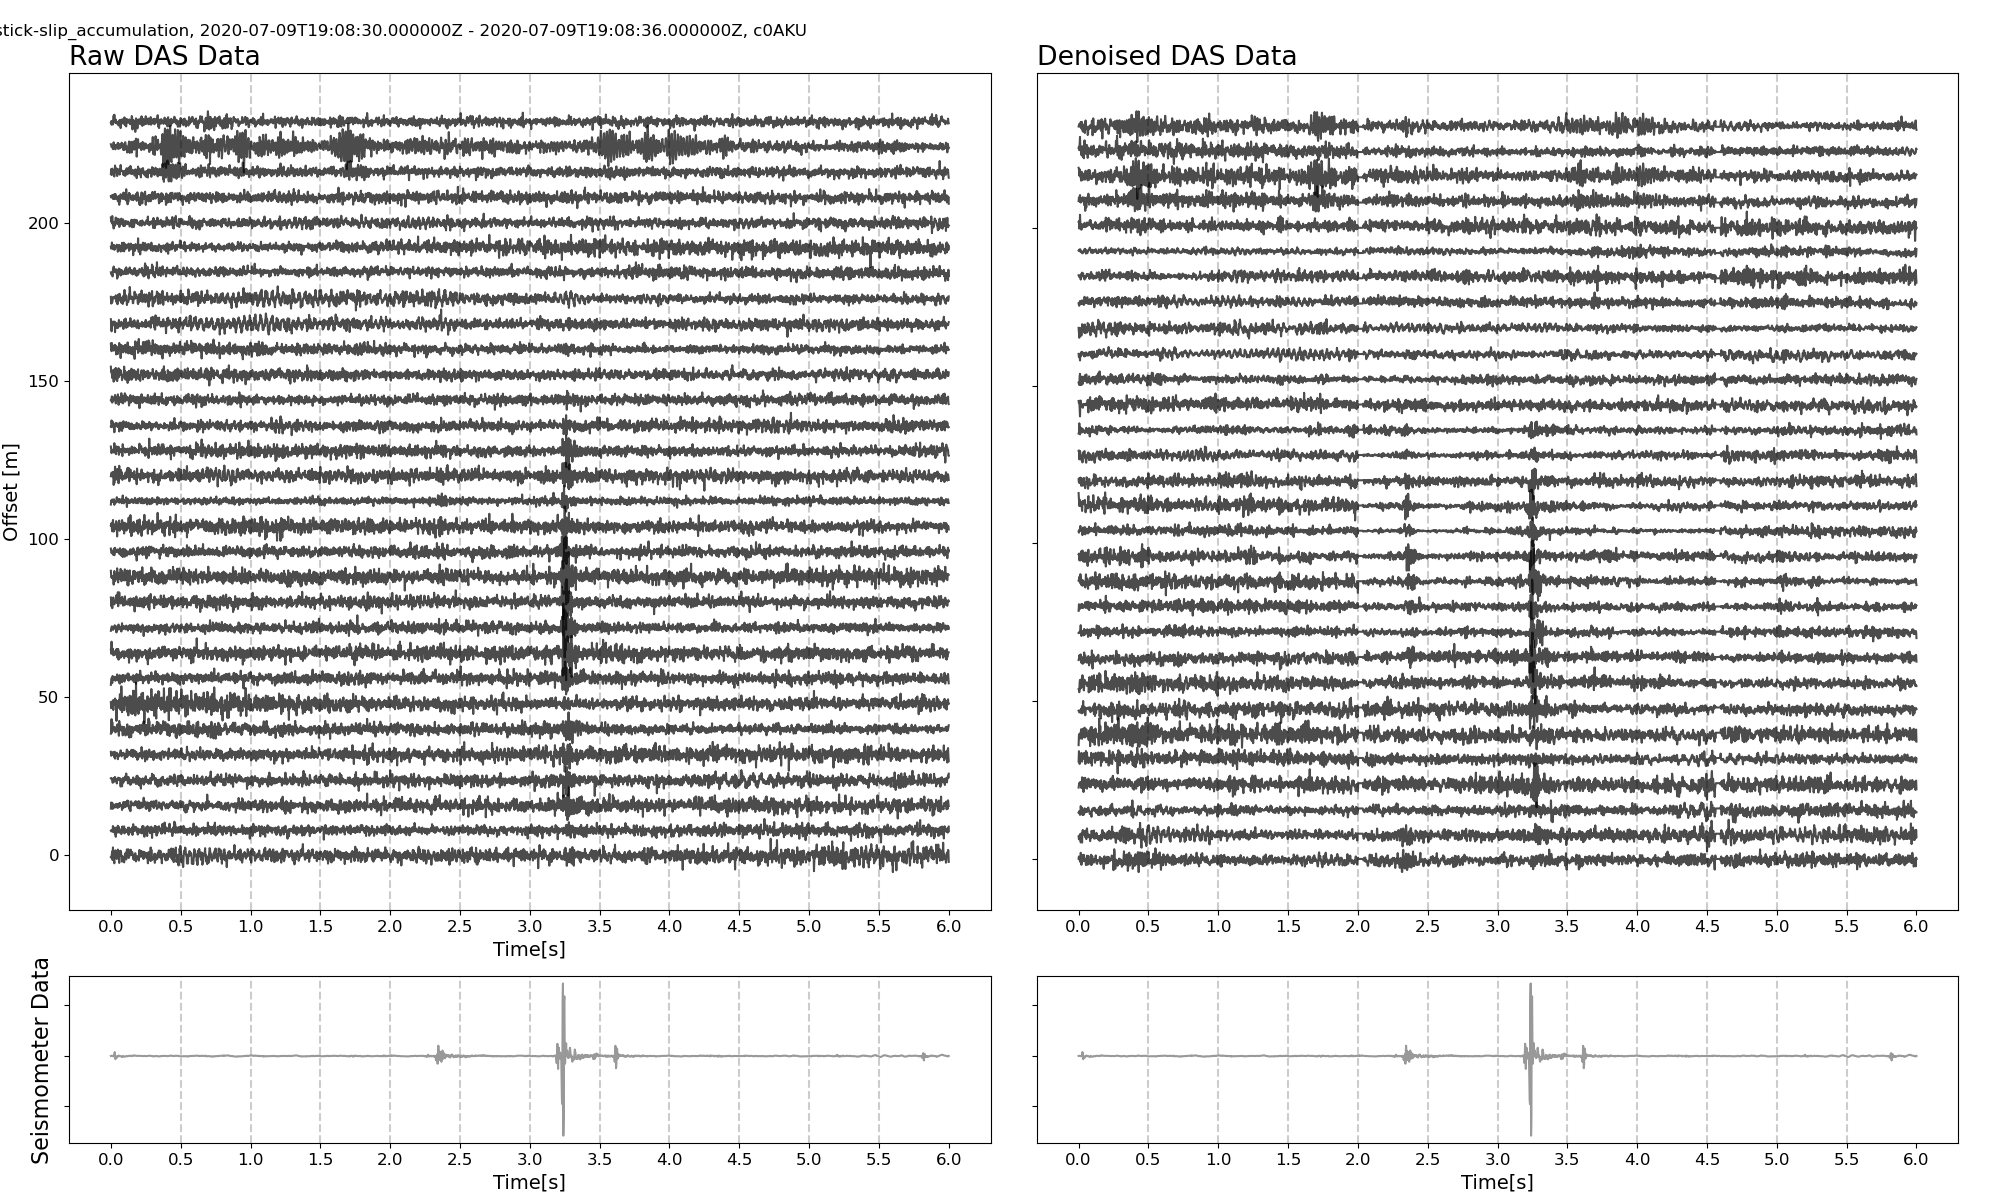 stick-slip_accumulation, 2020-07-09T19:08:30.000000Z - 2020-07-09T19:08:36.000000Z, c0AKU
Raw DAS Data
Denoised DAS Data
Offset [m]
200
150
100
50
0
0.0 0.5 1.0 1.5 2.0 2.5 3.0 3.5 4.0 4.5 5.0 5.5 6.0
Time[s]
0.0 0.5 1.0 1.5 2.0 2.5 3.0 3.5 4.0 4.5 5.0 5.5 6.0
Time[s]
Seismometer Data
0.0 0.5 1.0 1.5 2.0 2.5 3.0 3.5 4.0 4.5 5.0 5.5 6.0
Time[s]
0.0 0.5 1.0 1.5 2.0 2.5 3.0 3.5 4.0 4.5 5.0 5.5 6.0
Time[s]